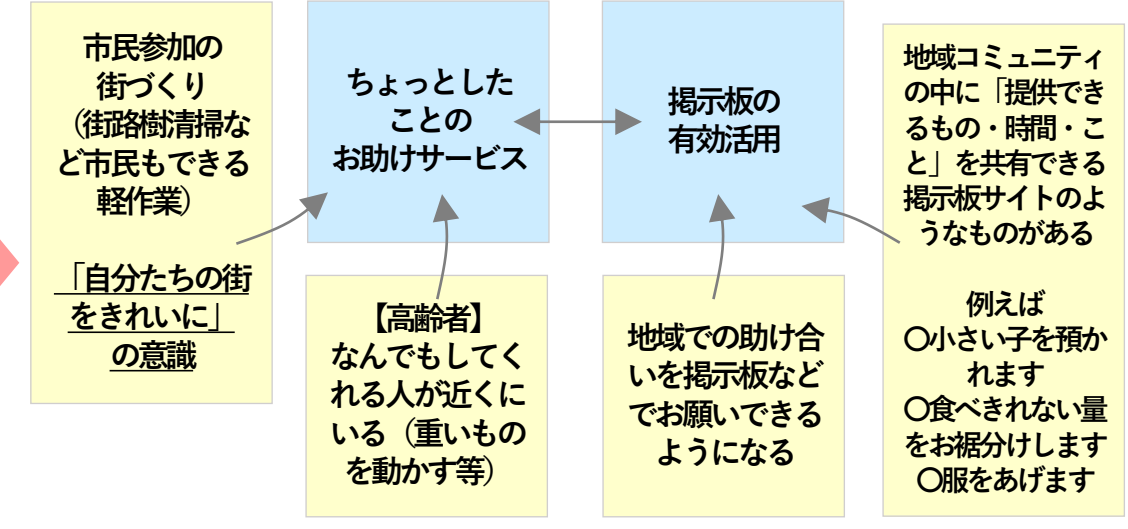 市民参加の
街づくり
（街路樹清掃な
ど市民もできる
軽作業）
「自分たちの街
をきれいに」
の意識
ちょっとした
ことの
お助けサービス
【高齢者】
なんでもしてく
れる人が近くに
いる（重いもの
を動かす等）
掲示板の
有効活用
地域での助け合
いを掲示板など
でお願いできる
ようになる
地域コミュニティ
の中に「提供でき
るもの・時間・こ
と」を共有できる
掲示板サイトのよ
うなものがある
例えば
〇小さい子を預か
れます
〇食べきれない量
をお裾分けします
〇服をあげます